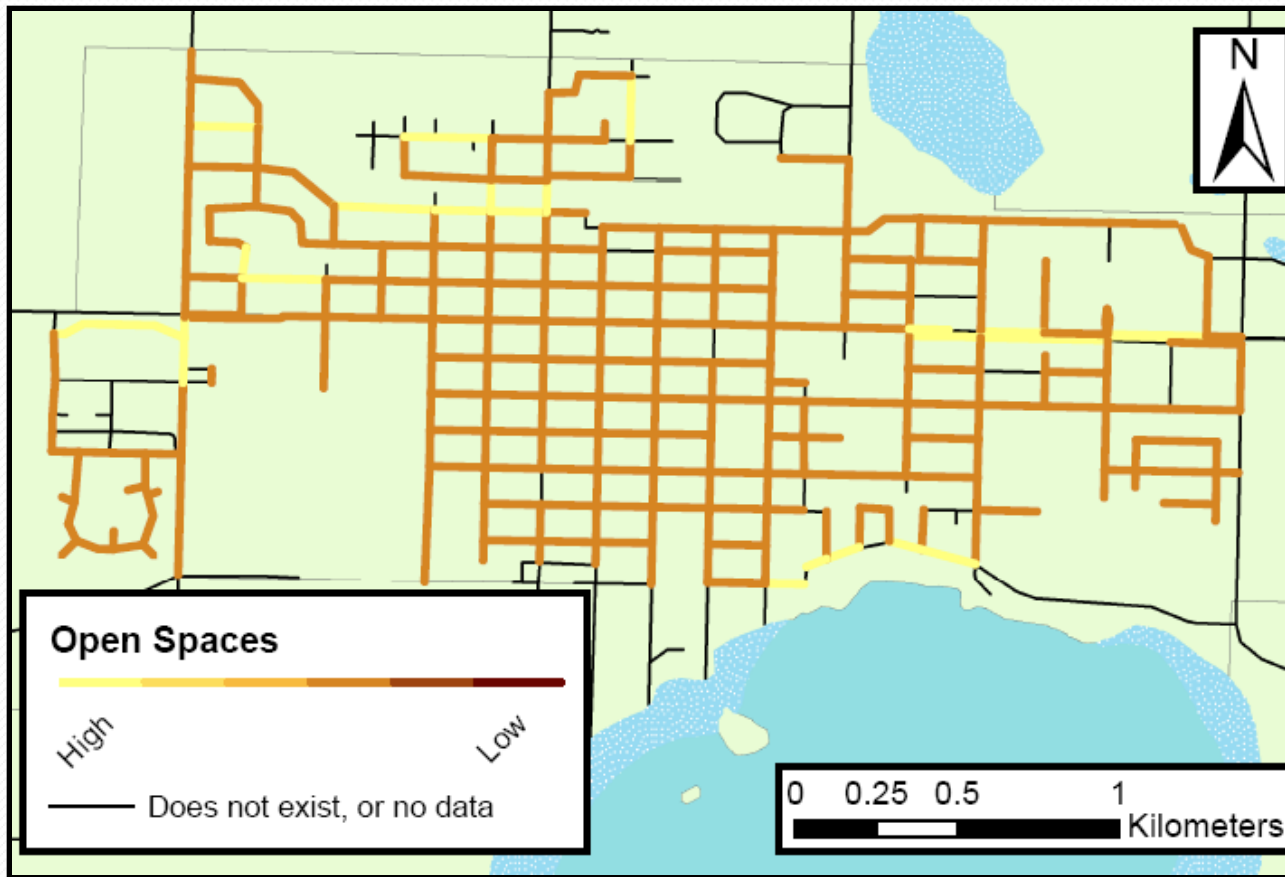 N
Open Spaces
High
Low
Does not exist, or no data
0 0.25 0.5 1
Kilometers